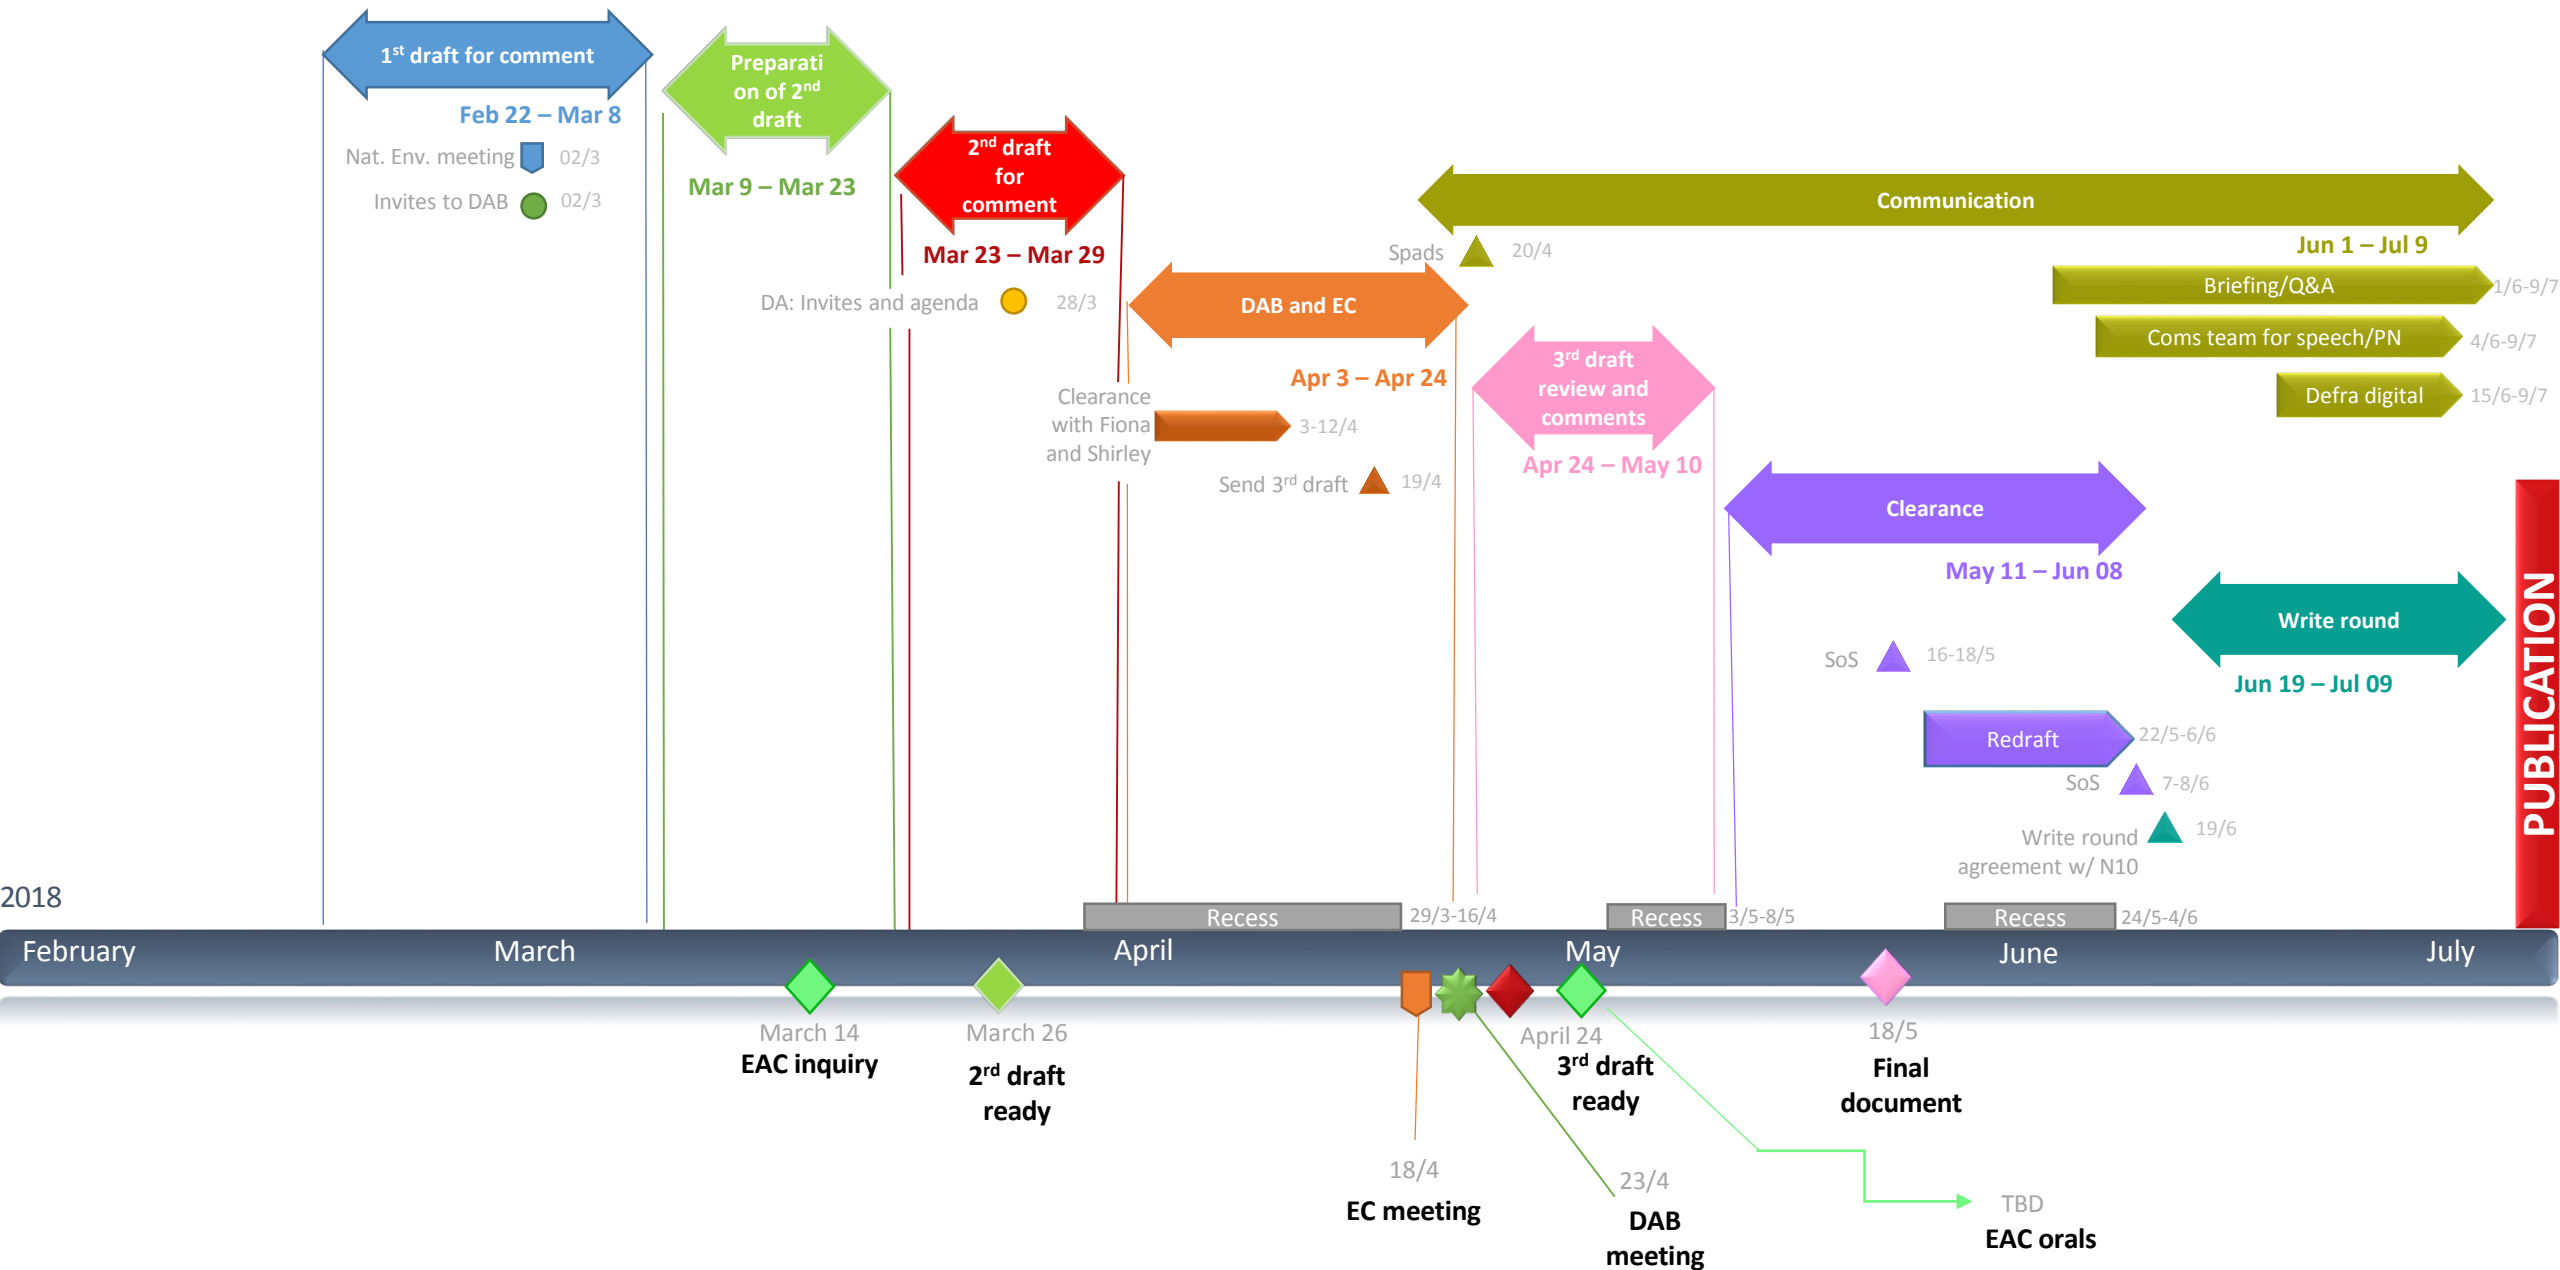 1st draft for comment
Feb 22 – Mar 8
Nat. Env. meeting 02/3
Invites to DAB 02/3
Preparati
on of 2nd
draft
Mar 9 – Mar 23
2nd draft
for
comment
Mar 23 – Mar 29
DA: Invites and agenda 28/3
Communication
Jun 1 – Jul 9
Spads 20/4
Briefing/Q&A 1/6-9/7
Coms team for speech/PN 4/6-9/7
Defra digital 15/6-9/7
DAB and EC
Apr 3 – Apr 24
Clearance
with Fiona
and Shirley
3-12/4
Send 3rd draft 19/4
3rd draft
review and
comments
Apr 24 – May 10
Clearance
May 11 – Jun 08
SoS 16-18/5
Redraft 22/5-6/6
SoS 7-8/6
Write round
agreement w/ N10
19/6
Write round
Jun 19 – Jul 09
PUBLICATION
2018
Recess 29/3-16/4
Recess 3/5-8/5
Recess 24/5-4/6
February March April May June July
March 14
EAC inquiry
March 26
2rd draft
ready
18/4
EC meeting
23/4
DAB
meeting
April 24
3rd draft
ready
18/5
Final
document
TBD
EAC orals